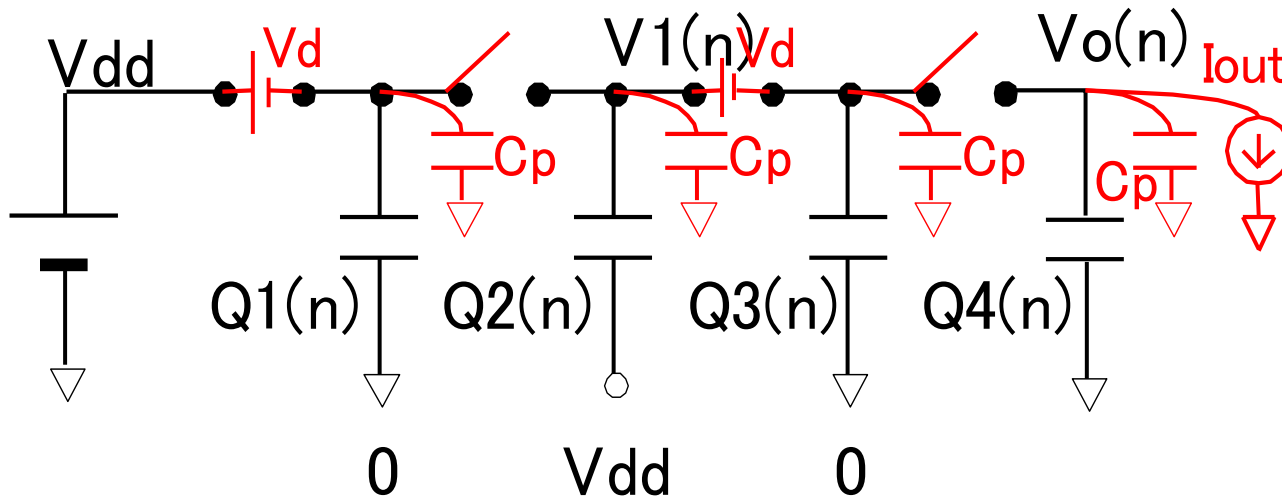 Vdd
Vd
V1(n)
Vd
Vo(n)
Iout
Cp
Cp
Cp
Cp
Q1(n)
Q2(n)
Q3(n)
Q4(n)
0
Vdd
0